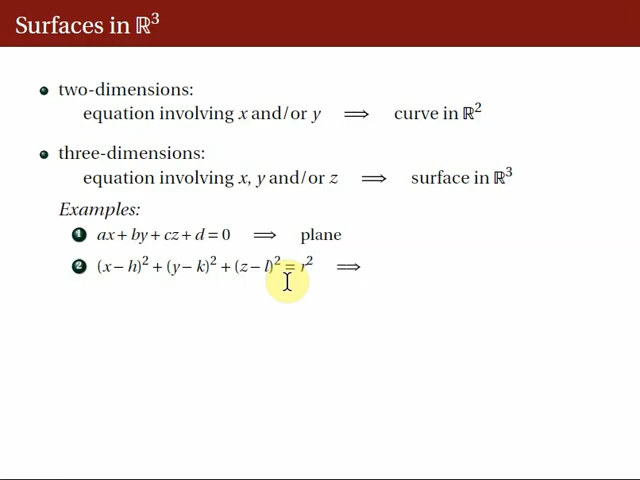 Surfaces in ℝ³
two-dimensions:
equation involving x and/or y ⟹ curve in ℝ²
three-dimensions:
equation involving x, y and/or z ⟹ surface in ℝ³
Examples:
1 ax + by + cz + d = 0 ⟹ plane
2 (x − h)² + (y − k)² + (z − l)² = r² ⟹